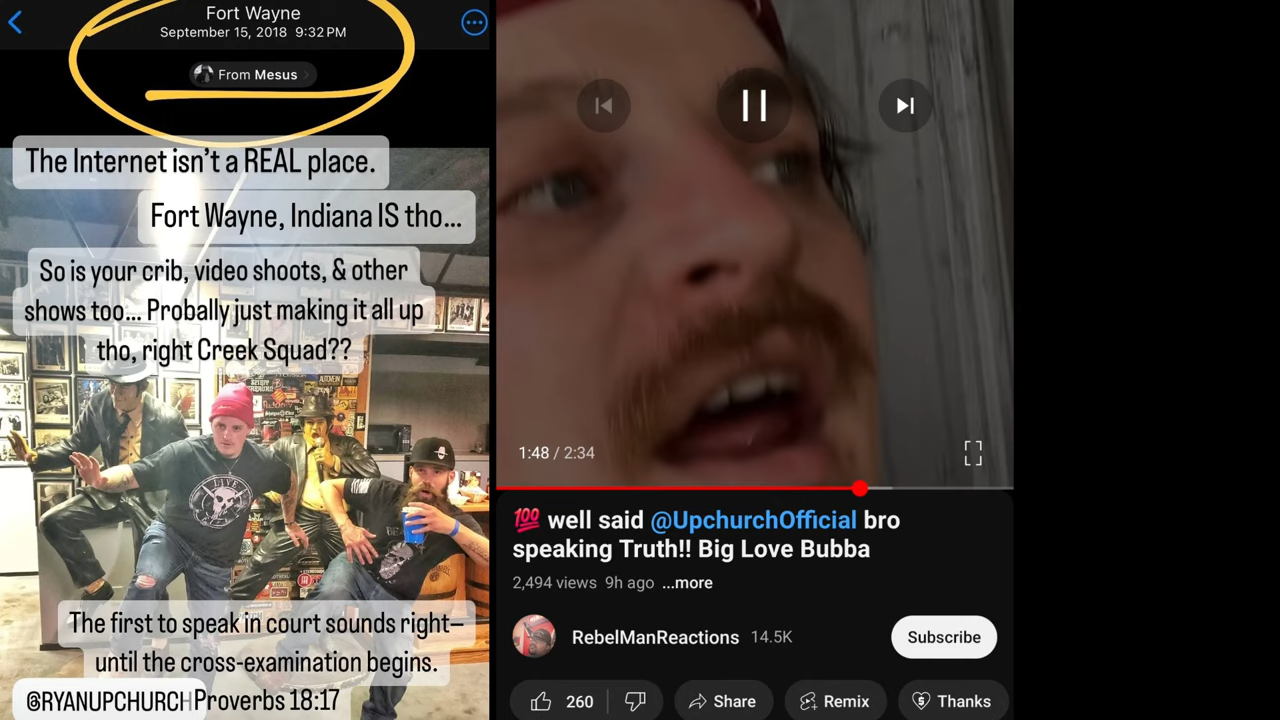 Fort Wayne
September 15, 2018 9:32 PM
From Mesus
The Internet isn't a REAL place.
Fort Wayne, Indiana IS tho...
So is your crib, video shoots, & other
shows too... Probally just making it all up
tho, right Creek Squad??
I LIVE
The first to speak in court sounds right—
until the cross-examination begins.
@RYANUPCHURCH Proverbs 18:17
1:48 / 2:34
💯 well said @UpchurchOfficial bro
speaking Truth!! Big Love Bubba
2,494 views 9h ago ...more
RebelManReactions 14.5K
Subscribe
260
Share
Remix
Thanks